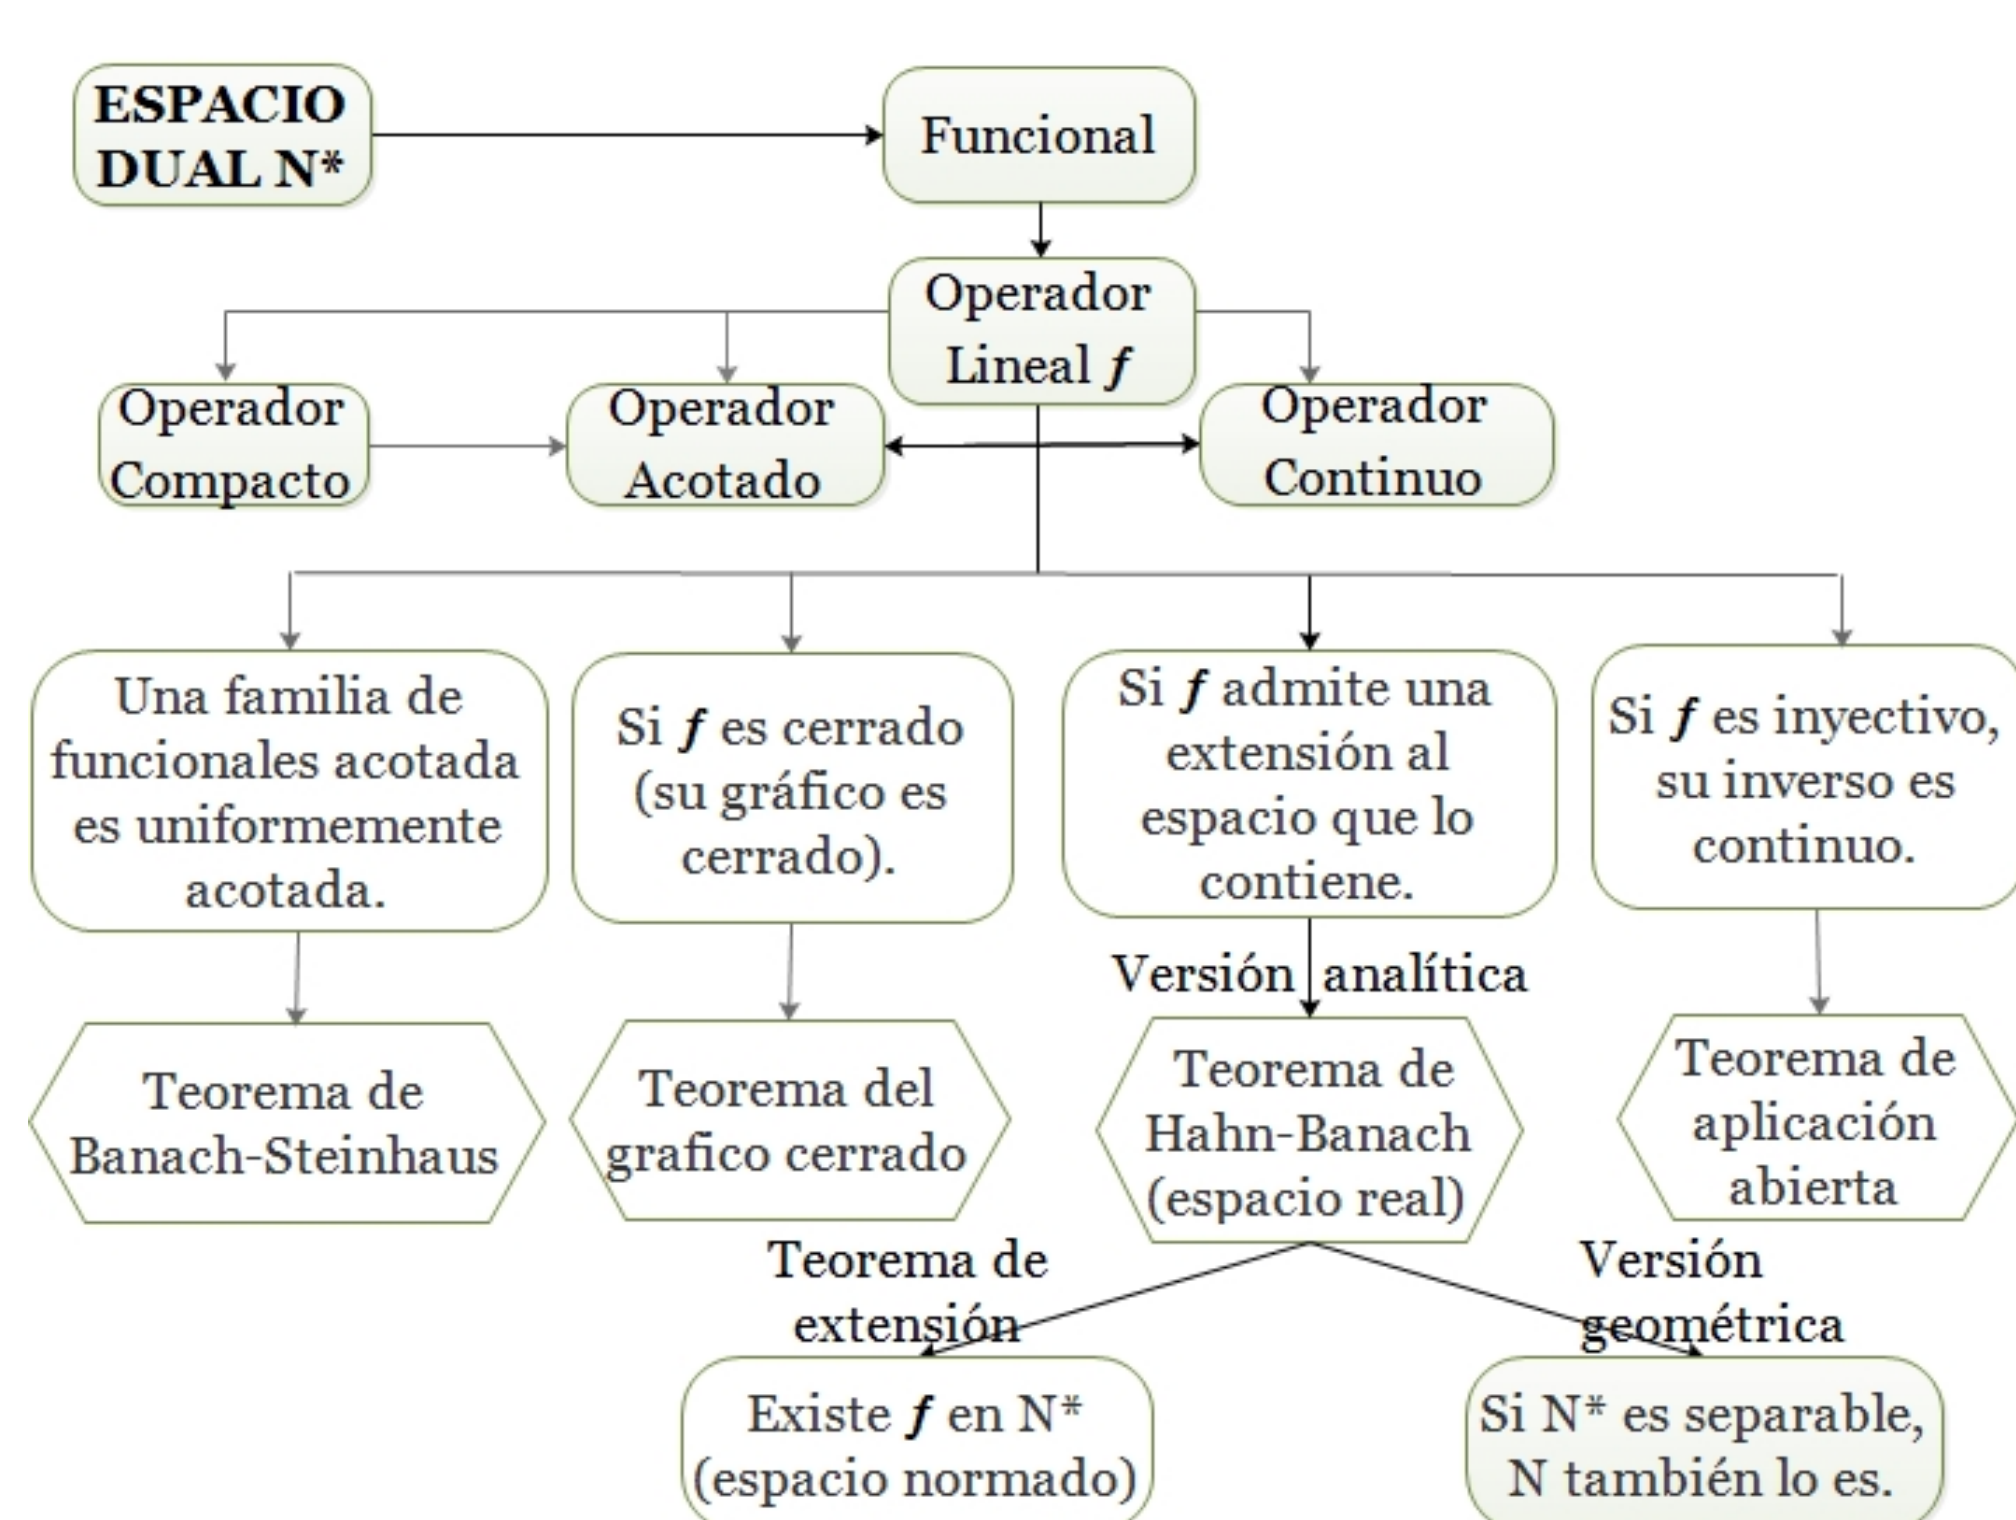 ESPACIO
DUAL N*
Funcional
Operador
Lineal f
Operador
Compacto
Operador
Acotado
Operador
Continuo
Una familia de
funcionales acotada
es uniformemente
acotada.
Si f es cerrado
(su gráfico es
cerrado).
Si f admite una
extensión al
espacio que lo
contiene.
Si f es inyectivo,
su inverso es
continuo.
Versión analítica
Teorema de
Banach-Steinhaus
Teorema del
grafico cerrado
Teorema de
Hahn-Banach
(espacio real)
Teorema de
aplicación
abierta
Teorema de
extensión
Versión
geométrica
Existe f en N*
(espacio normado)
Si N* es separable,
N también lo es.